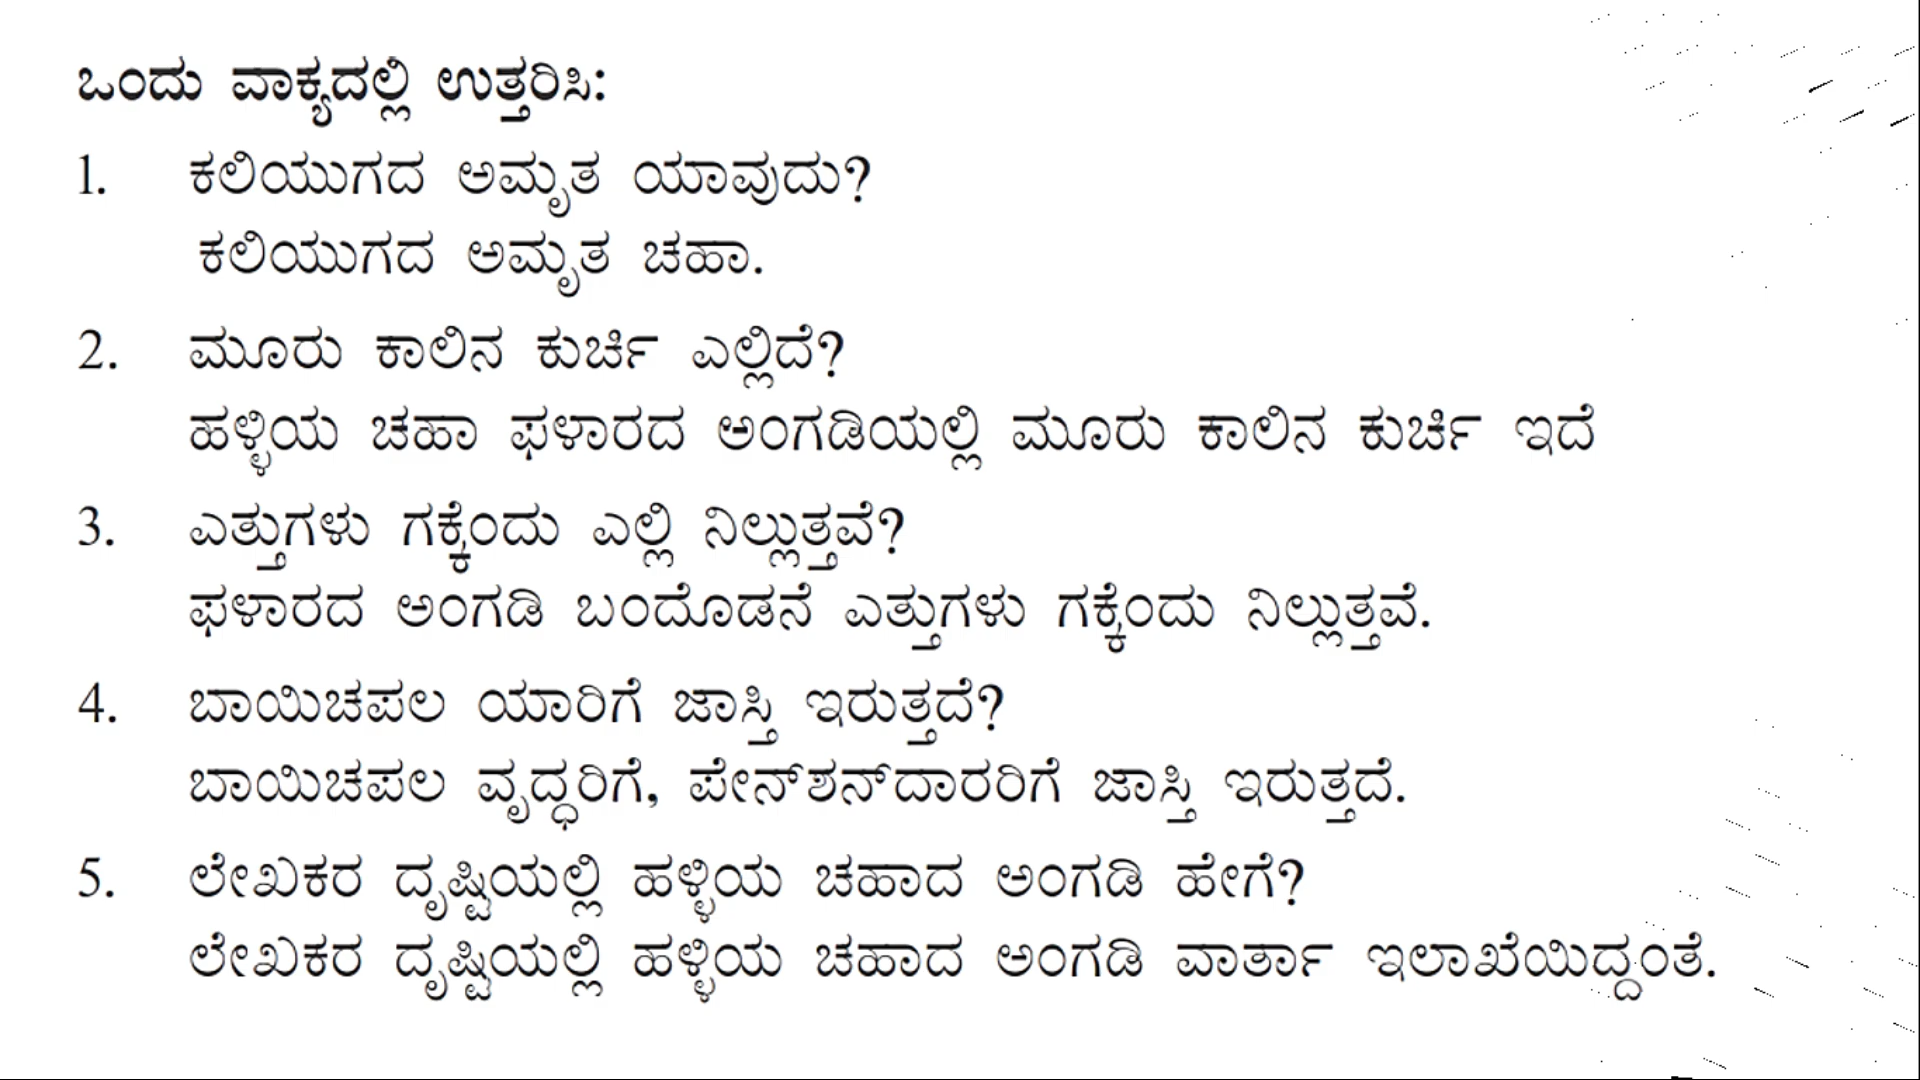 ಒಂದು ವಾಕ್ಯದಲ್ಲಿ ಉತ್ತರಿಸಿ:
1. ಕಲಿಯುಗದ ಅಮೃತ ಯಾವುದು?
ಕಲಿಯುಗದ ಅಮೃತ ಚಹಾ.
2. ಮೂರು ಕಾಲಿನ ಕುರ್ಚಿ ಎಲ್ಲಿದೆ?
ಹಳ್ಳಿಯ ಚಹಾ ಫಳಾರದ ಅಂಗಡಿಯಲ್ಲಿ ಮೂರು ಕಾಲಿನ ಕುರ್ಚಿ ಇದೆ
3. ಎತ್ತುಗಳು ಗಕ್ಕೆಂದು ಎಲ್ಲಿ ನಿಲ್ಲುತ್ತವೆ?
ಫಳಾರದ ಅಂಗಡಿ ಬಂದೊಡನೆ ಎತ್ತುಗಳು ಗಕ್ಕೆಂದು ನಿಲ್ಲುತ್ತವೆ.
4. ಬಾಯಿಚಪಲ ಯಾರಿಗೆ ಜಾಸ್ತಿ ಇರುತ್ತದೆ?
ಬಾಯಿಚಪಲ ವೃದ್ಧರಿಗೆ, ಪೇನ್‌ಶನ್‌ದಾರರಿಗೆ ಜಾಸ್ತಿ ಇರುತ್ತದೆ.
5. ಲೇಖಕರ ದೃಷ್ಟಿಯಲ್ಲಿ ಹಳ್ಳಿಯ ಚಹಾದ ಅಂಗಡಿ ಹೇಗೆ?
ಲೇಖಕರ ದೃಷ್ಟಿಯಲ್ಲಿ ಹಳ್ಳಿಯ ಚಹಾದ ಅಂಗಡಿ ವಾರ್ತಾ ಇಲಾಖೆಯಿದ್ದಂತೆ.